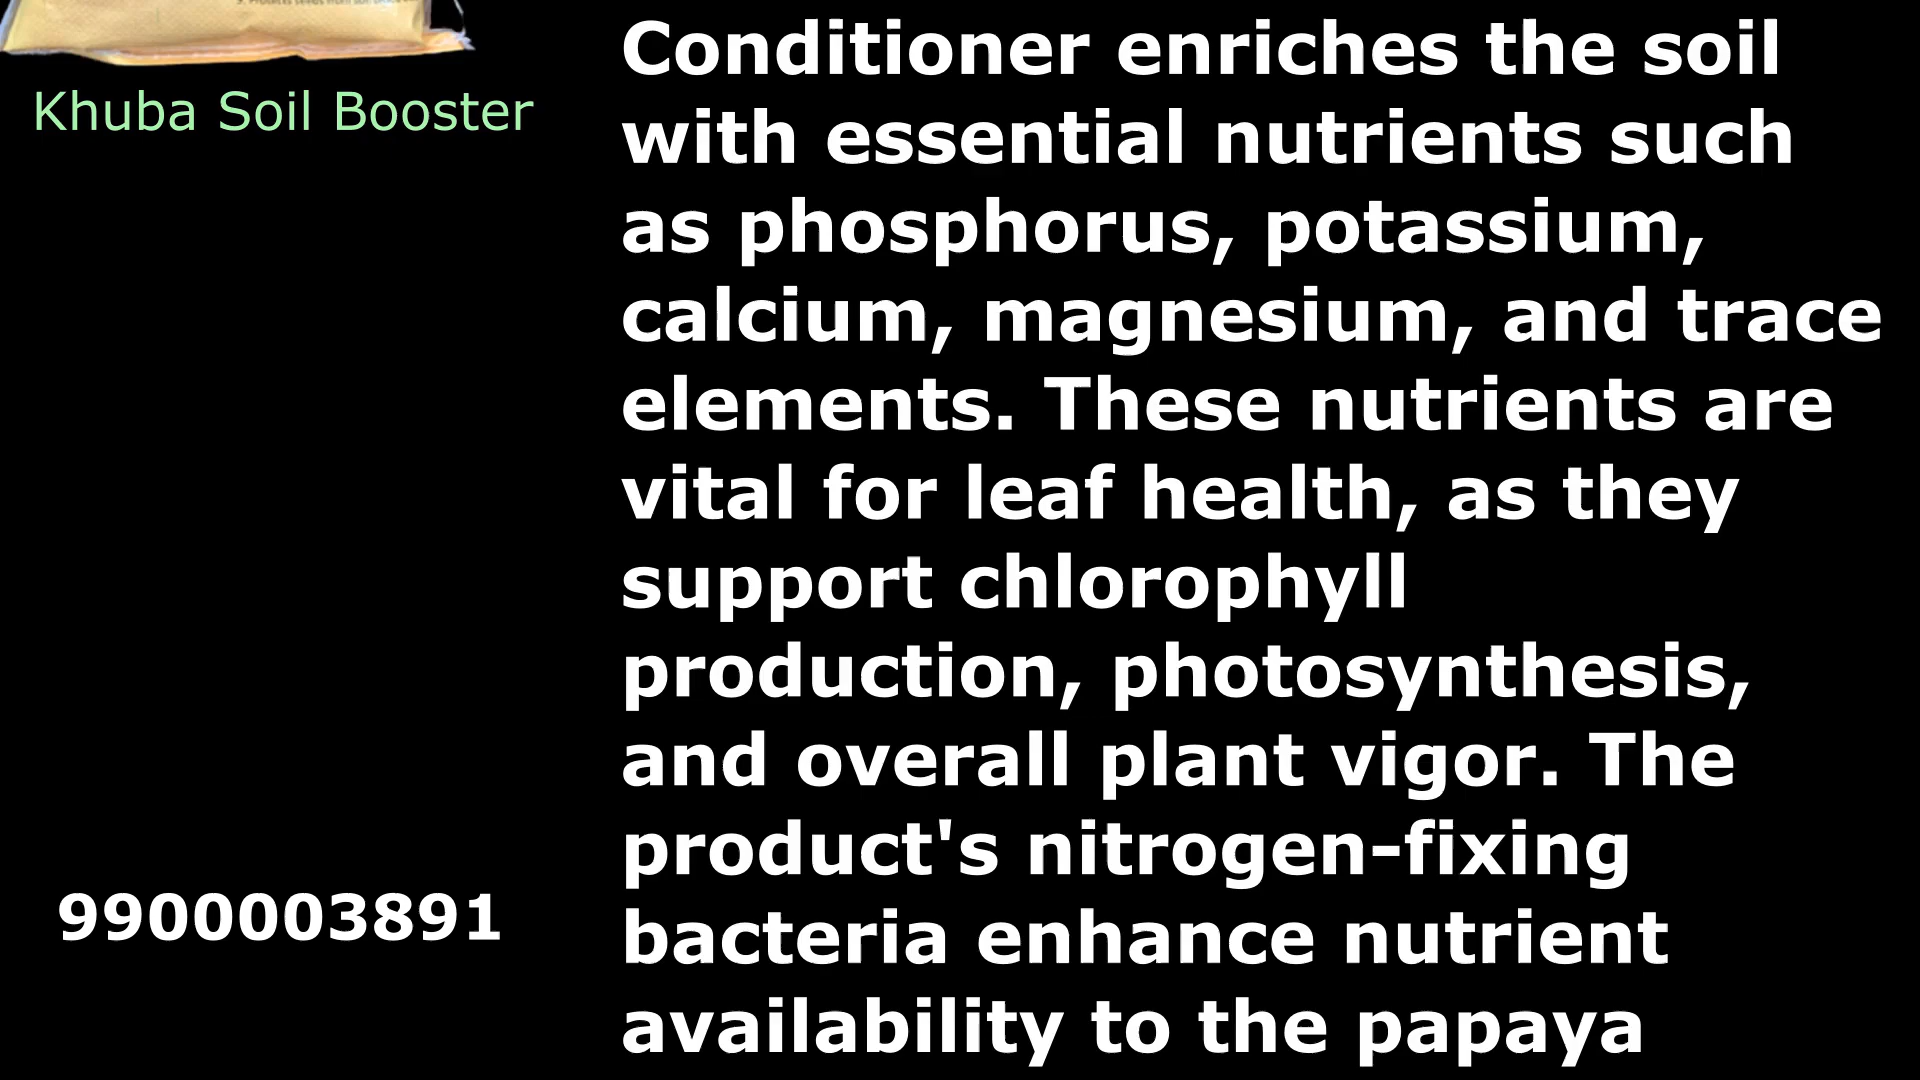 Khuba Soil Booster
9900003891
Conditioner enriches the soil
with essential nutrients such
as phosphorus, potassium,
calcium, magnesium, and trace
elements. These nutrients are
vital for leaf health, as they
support chlorophyll
production, photosynthesis,
and overall plant vigor. The
product's nitrogen-fixing
bacteria enhance nutrient
availability to the papaya